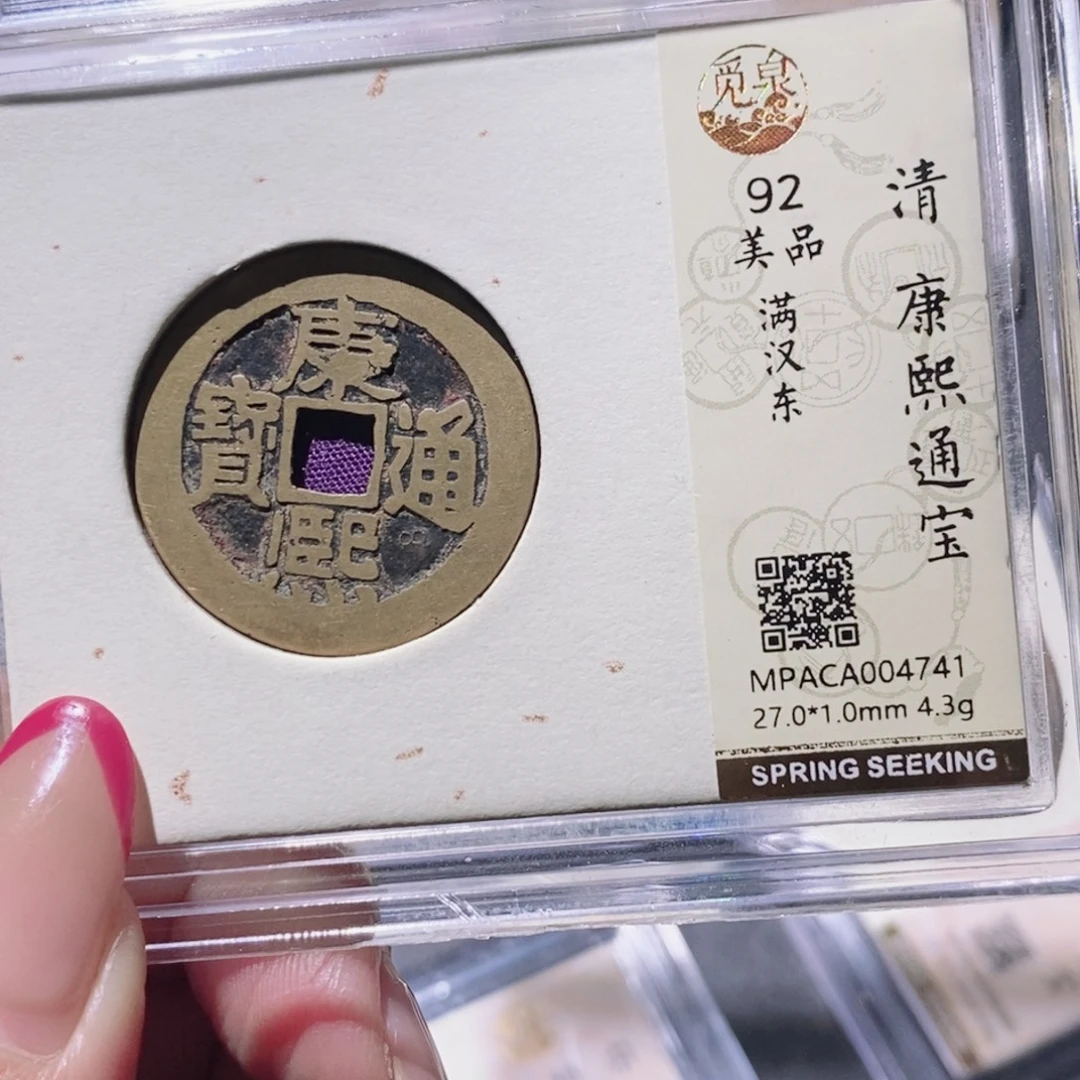 康熙通寶
觅泉
92
美品
满汉东
清 康熙通宝
MPACA004741
27.0*1.0mm 4.3g
SPRING SEEKING